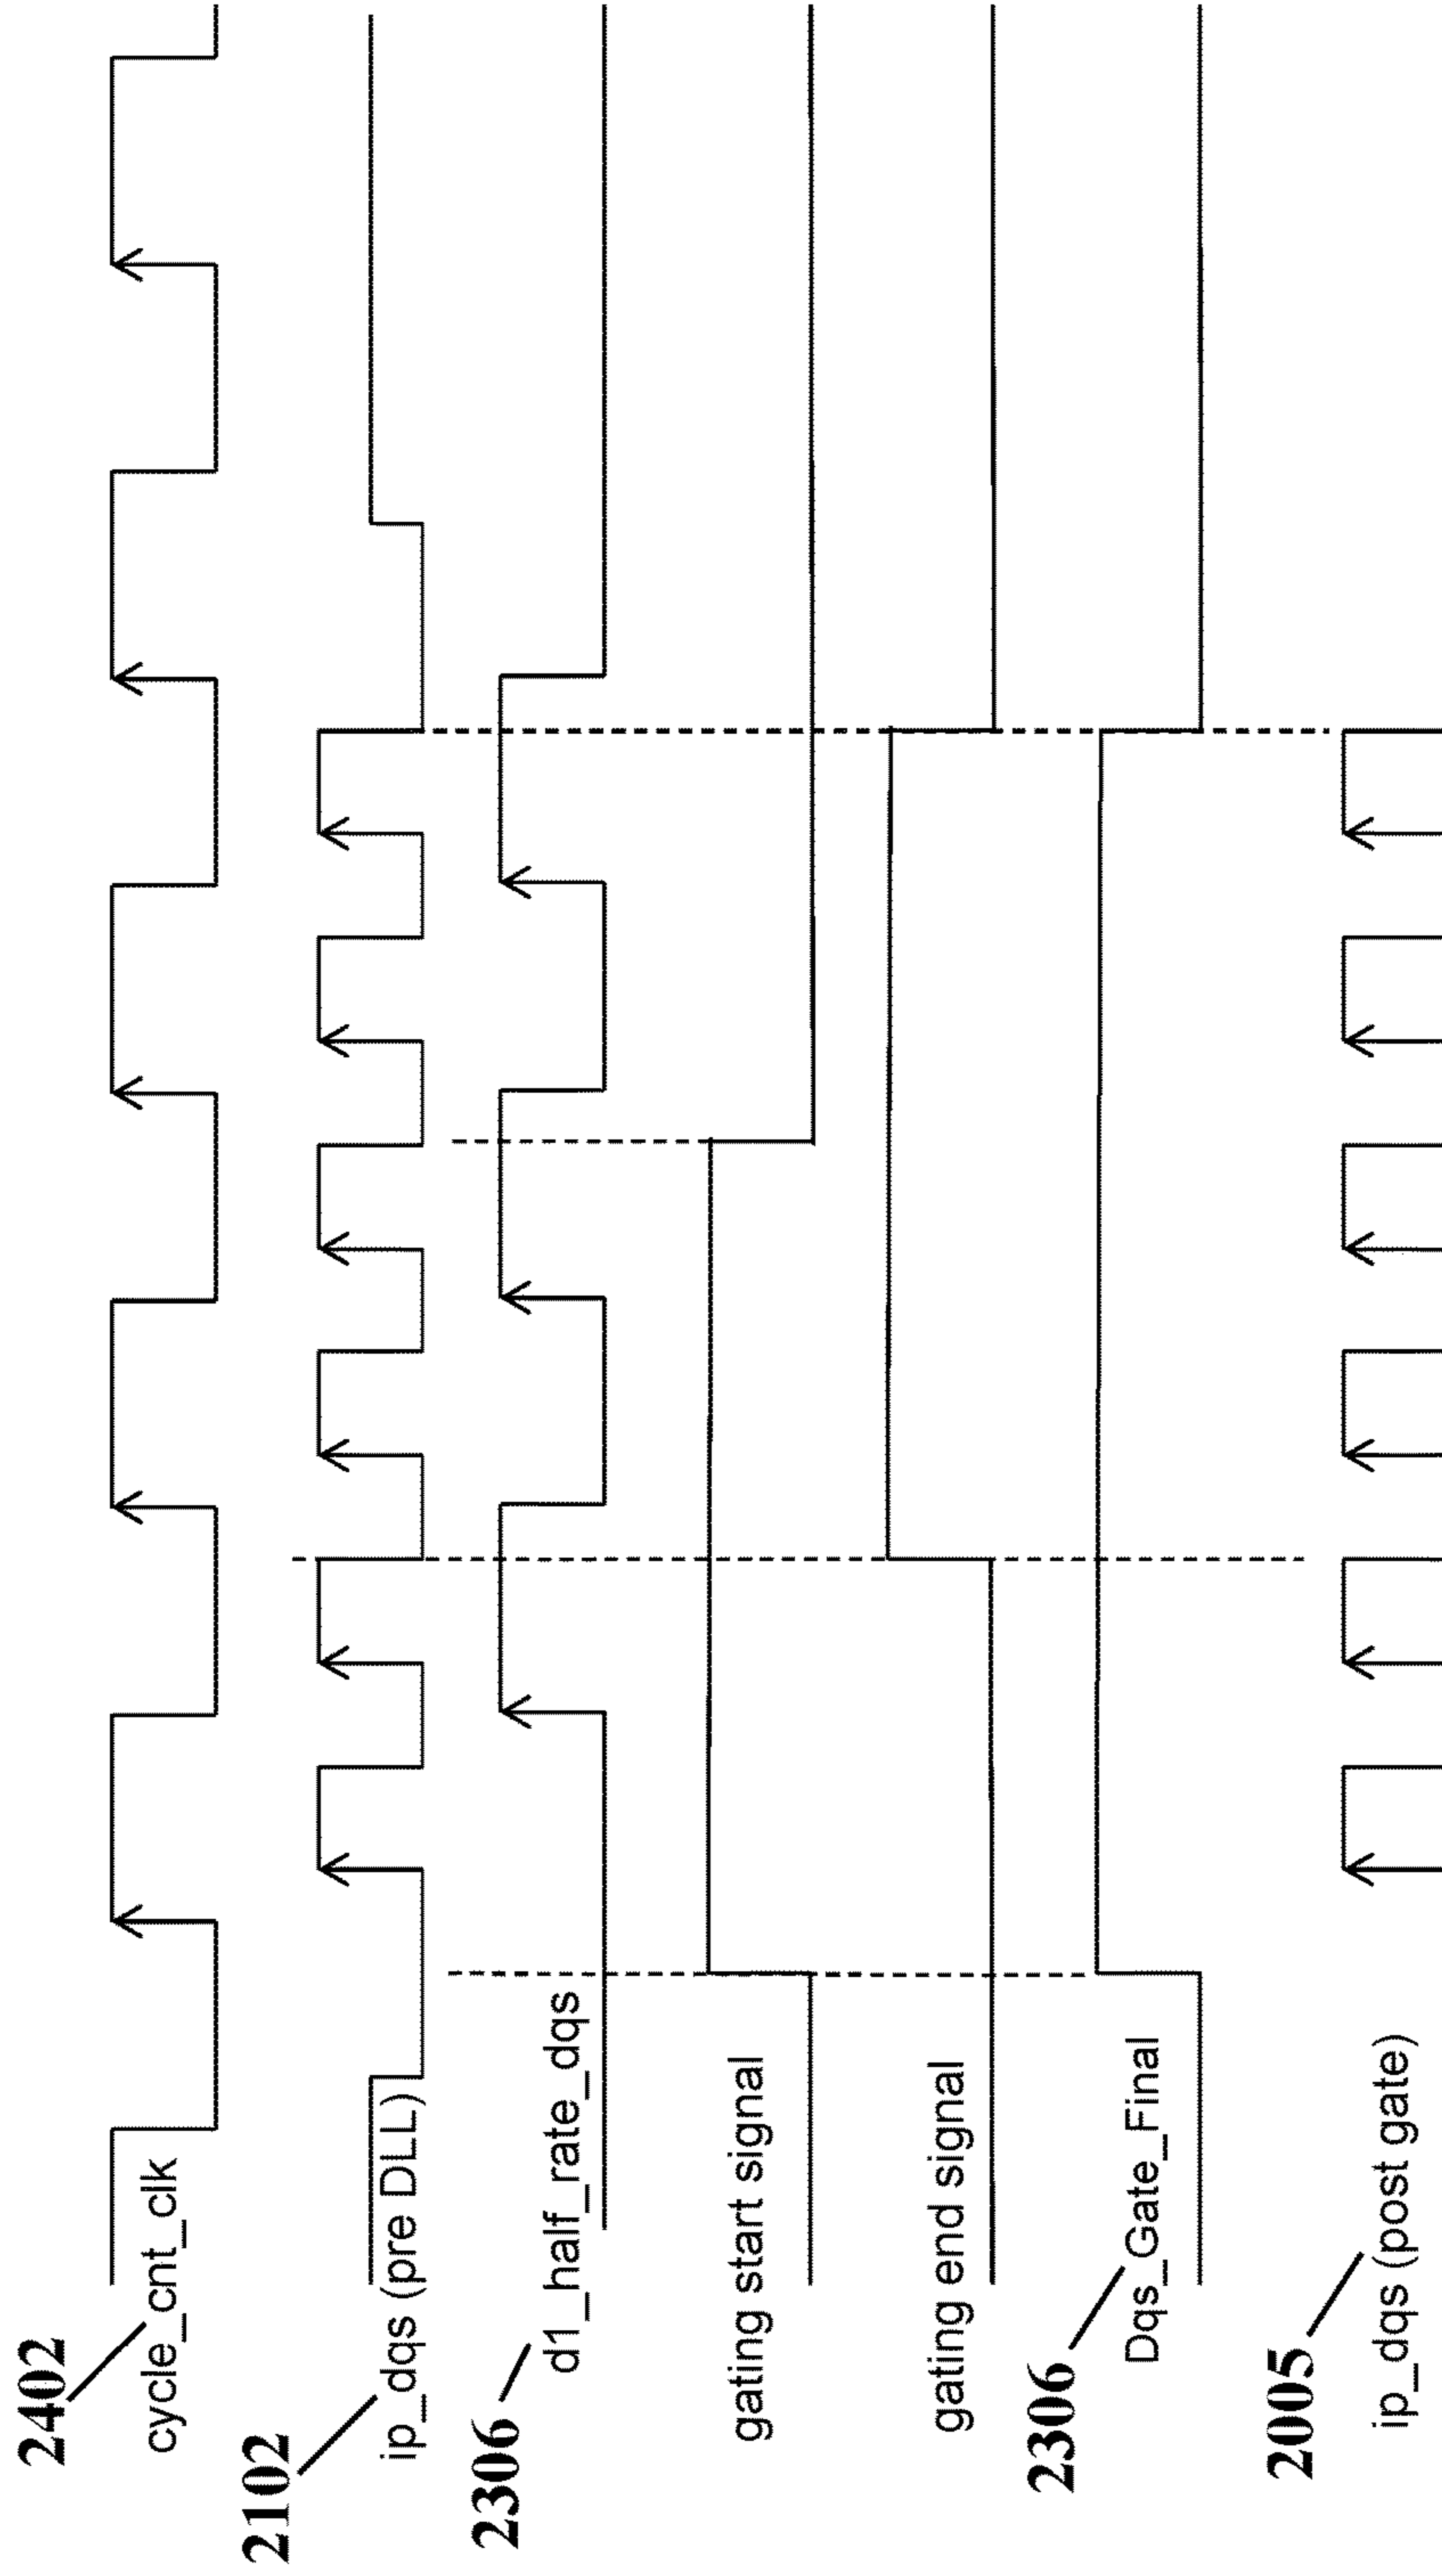 2402
cycle_cnt_clk
2102
ip_dqs (pre DLL)
2306
d1_half_rate_dqs
gating start signal
gating end signal
2306
Dqs_Gate_Final
2005
ip_dqs (post gate)